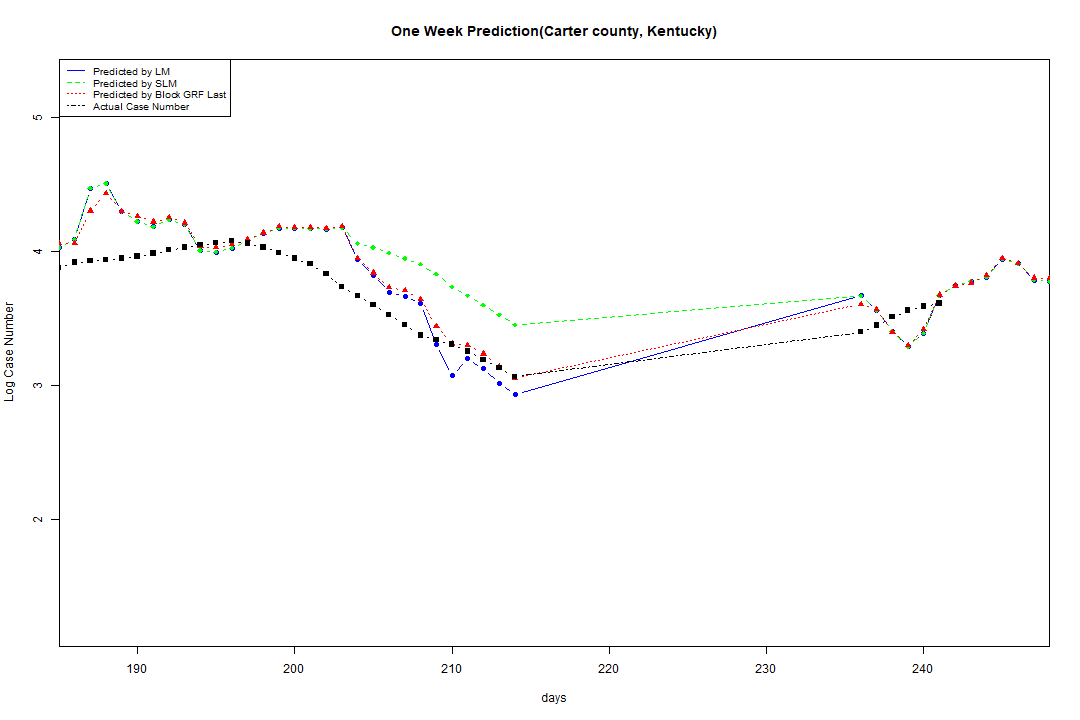 One Week Prediction(Carter county, Kentucky)
Predicted by LM
Predicted by SLM
Predicted by Block GRF Last
Actual Case Number
5
4
3
2
Log Case Number
190 200 210 220 230 240
days